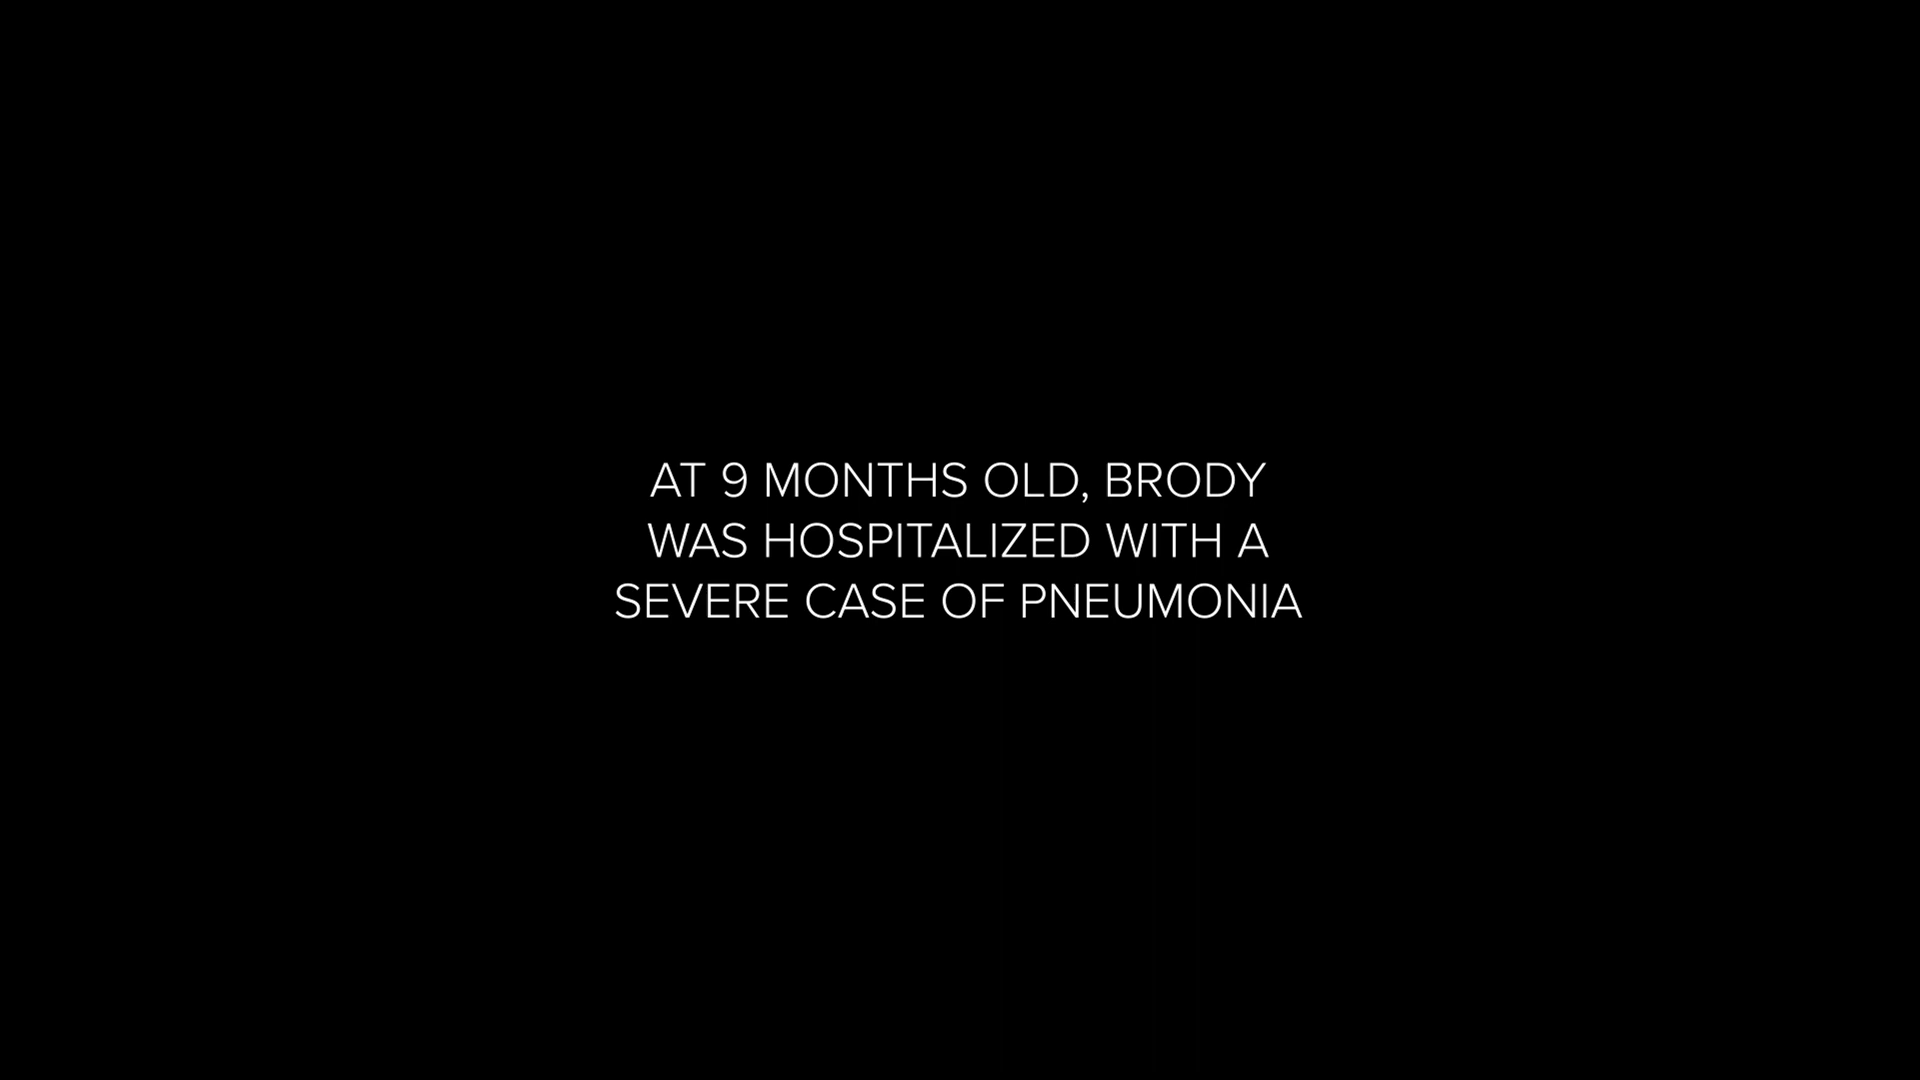 AT 9 MONTHS OLD, BRODY
WAS HOSPITALIZED WITH A
SEVERE CASE OF PNEUMONIA